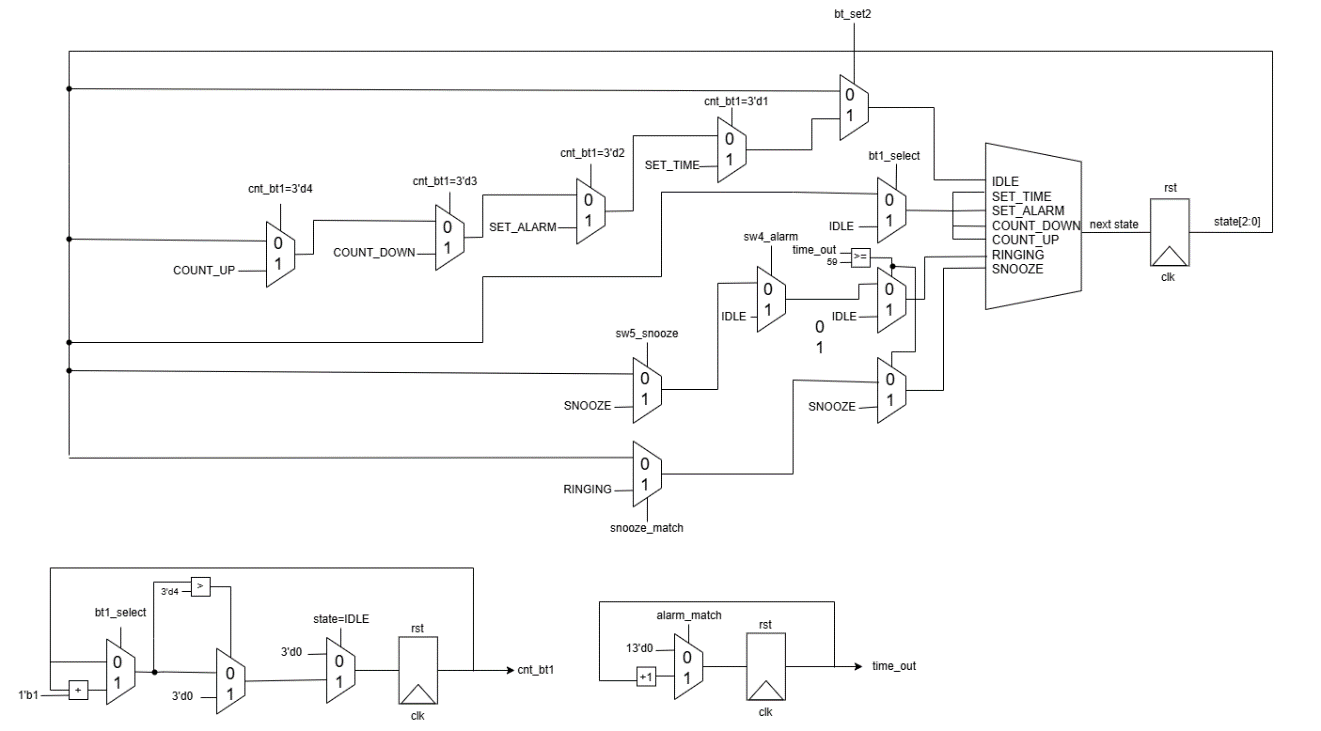 bt_set2
cnt_bt1=3'd1
0
1
cnt_bt1=3'd2
0
1
SET_TIME
bt1_select
cnt_bt1=3'd3
cnt_bt1=3'd4
0
1
SET_ALARM
0
1
IDLE
IDLE
SET_TIME
SET_ALARM
COUNT_DOWN
COUNT_UP
RINGING
SNOOZE
next state
rst
clk
state[2:0]
0
1
COUNT_DOWN
0
1
COUNT_UP
sw4_alarm
time_out
59
>=
0
1
IDLE
0
1
IDLE
0
1
sw5_snooze
0
1
SNOOZE
0
1
SNOOZE
0
1
RINGING
snooze_match
3'd4
>
bt1_select
0
1
1'b1
+
0
1
3'd0
state=IDLE
3'd0
0
1
rst
clk
cnt_bt1
alarm_match
13'd0
+1
0
1
rst
clk
time_out